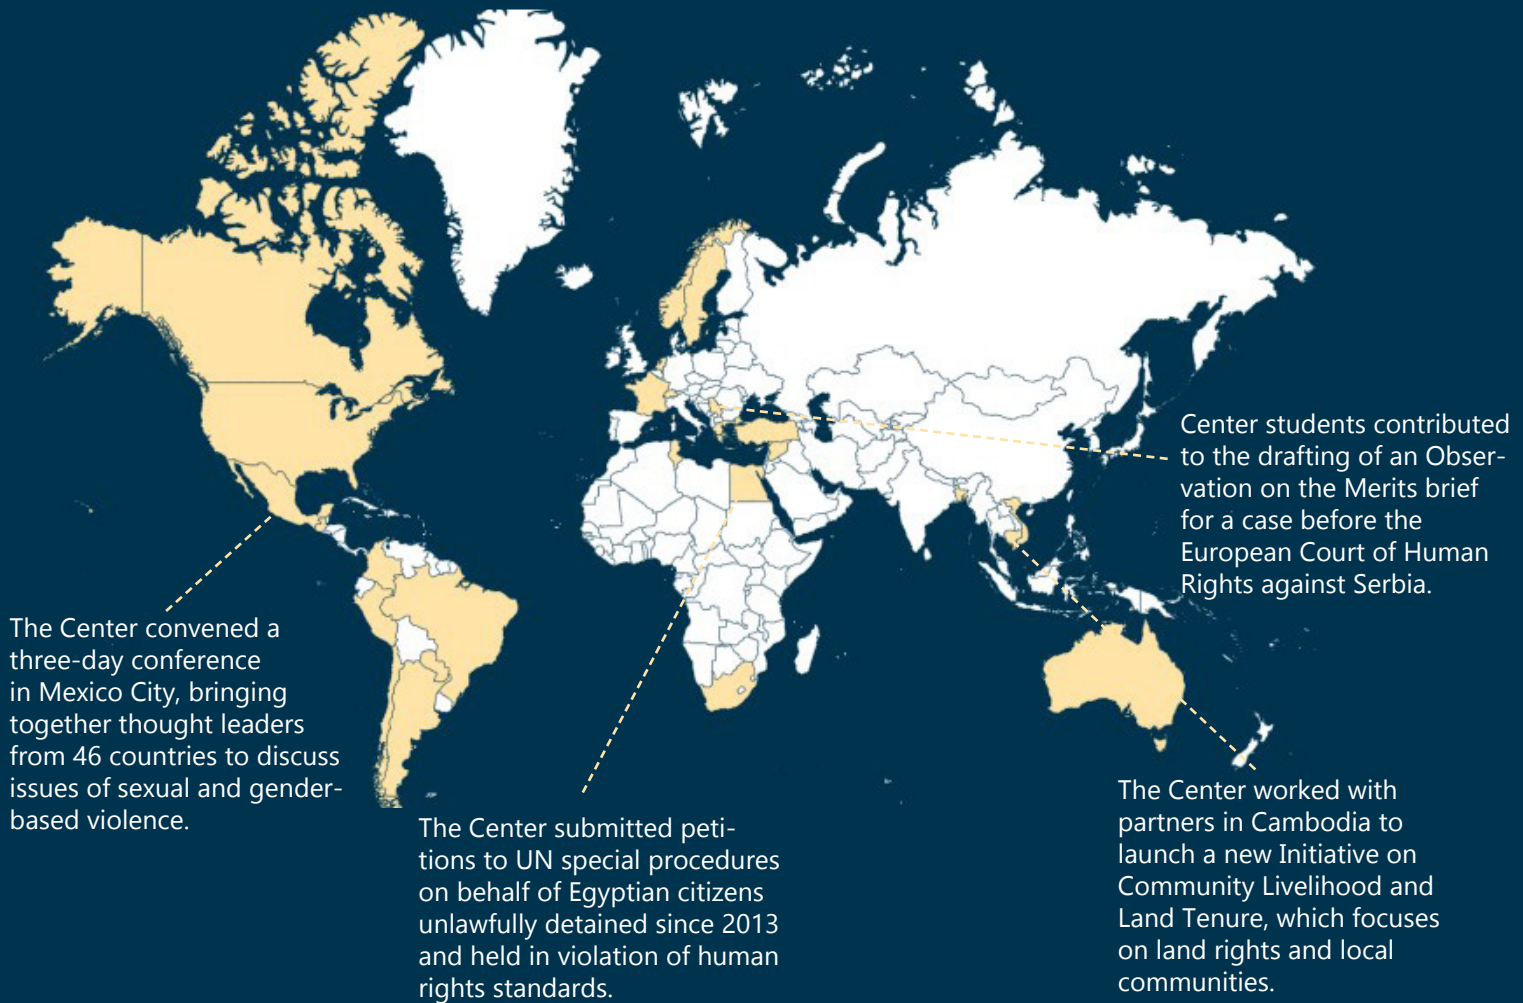 Center students contributed
to the drafting of an Obser-
vation on the Merits brief
for a case before the
European Court of Human
Rights against Serbia.
The Center convened a
three-day conference
in Mexico City, bringing
together thought leaders
from 46 countries to discuss
issues of sexual and gender-
based violence.
The Center submitted peti-
tions to UN special procedures
on behalf of Egyptian citizens
unlawfully detained since 2013
and held in violation of human
rights standards.
The Center worked with
partners in Cambodia to
launch a new Initiative on
Community Livelihood and
Land Tenure, which focuses
on land rights and local
communities.